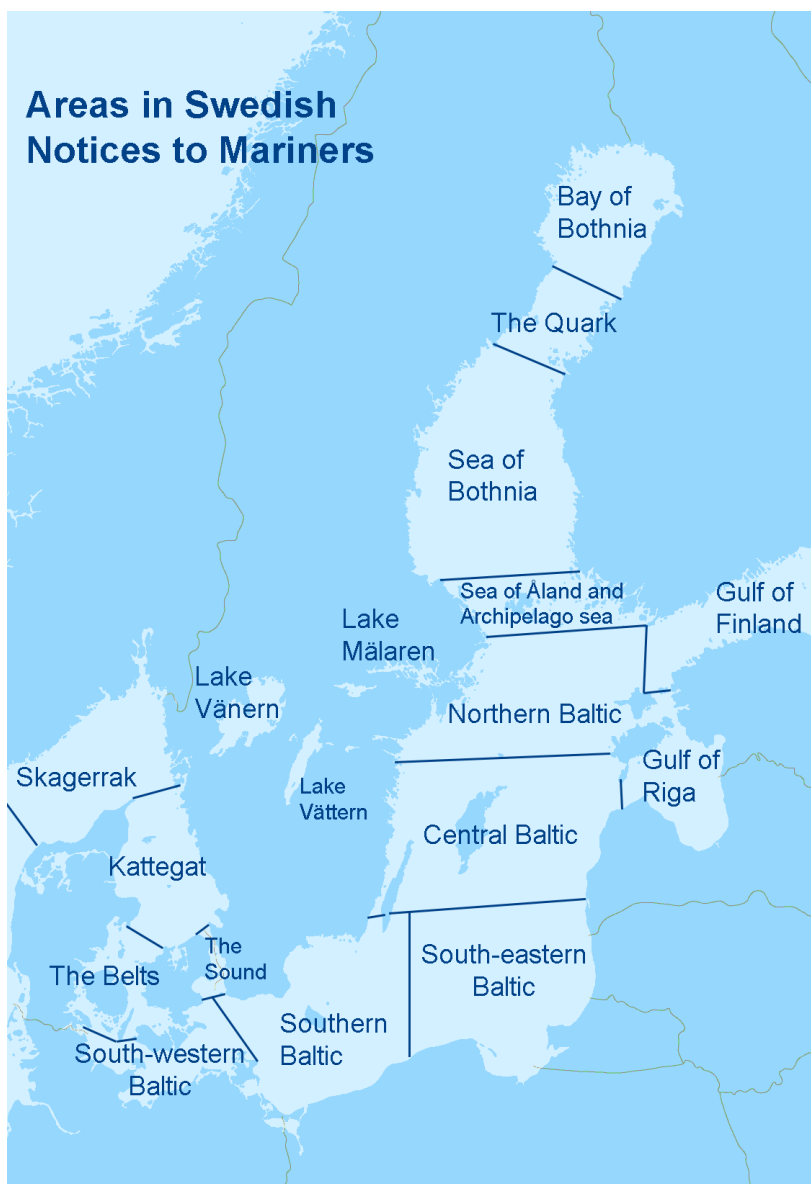 Areas in Swedish
Notices to Mariners
Bay of
Bothnia
The Quark
Sea of
Bothnia
Sea of Åland and
Archipelago sea
Gulf of
Finland
Lake
Mälaren
Lake
Vänern
Northern Baltic
Skagerrak
Lake
Vättern
Gulf of
Riga
Central Baltic
Kattegat
The Belts
The
Sound
South-eastern
Baltic
Southern
Baltic
South-western
Baltic